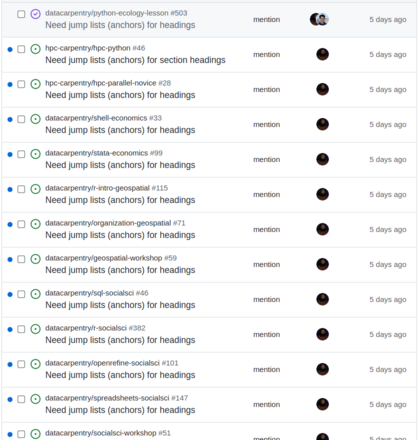 datacarpentry/python-ecology-lesson #503
Need jump lists (anchors) for headings
mention
5 days ago
hpc-carpentry/hpc-python #46
Need jump lists (anchors) for section headings
mention
5 days ago
hpc-carpentry/hpc-parallel-novice #28
Need jump lists (anchors) for headings
mention
5 days ago
datacarpentry/shell-economics #33
Need jump lists (anchors) for headings
mention
5 days ago
datacarpentry/stata-economics #99
Need jump lists (anchors) for headings
mention
5 days ago
datacarpentry/r-intro-geospatial #115
Need jump lists (anchors) for headings
mention
5 days ago
datacarpentry/organization-geospatial #71
Need jump lists (anchors) for headings
mention
5 days ago
datacarpentry/geospatial-workshop #59
Need jump lists (anchors) for headings
mention
5 days ago
datacarpentry/sql-socialsci #46
Need jump lists (anchors) for headings
mention
5 days ago
datacarpentry/r-socialsci #382
Need jump lists (anchors) for headings
mention
5 days ago
datacarpentry/openrefine-socialsci #101
Need jump lists (anchors) for headings
mention
5 days ago
datacarpentry/spreadsheets-socialsci #147
Need jump lists (anchors) for headings
mention
5 days ago
datacarpentry/socialsci-workshop #51
mention
5 days ago